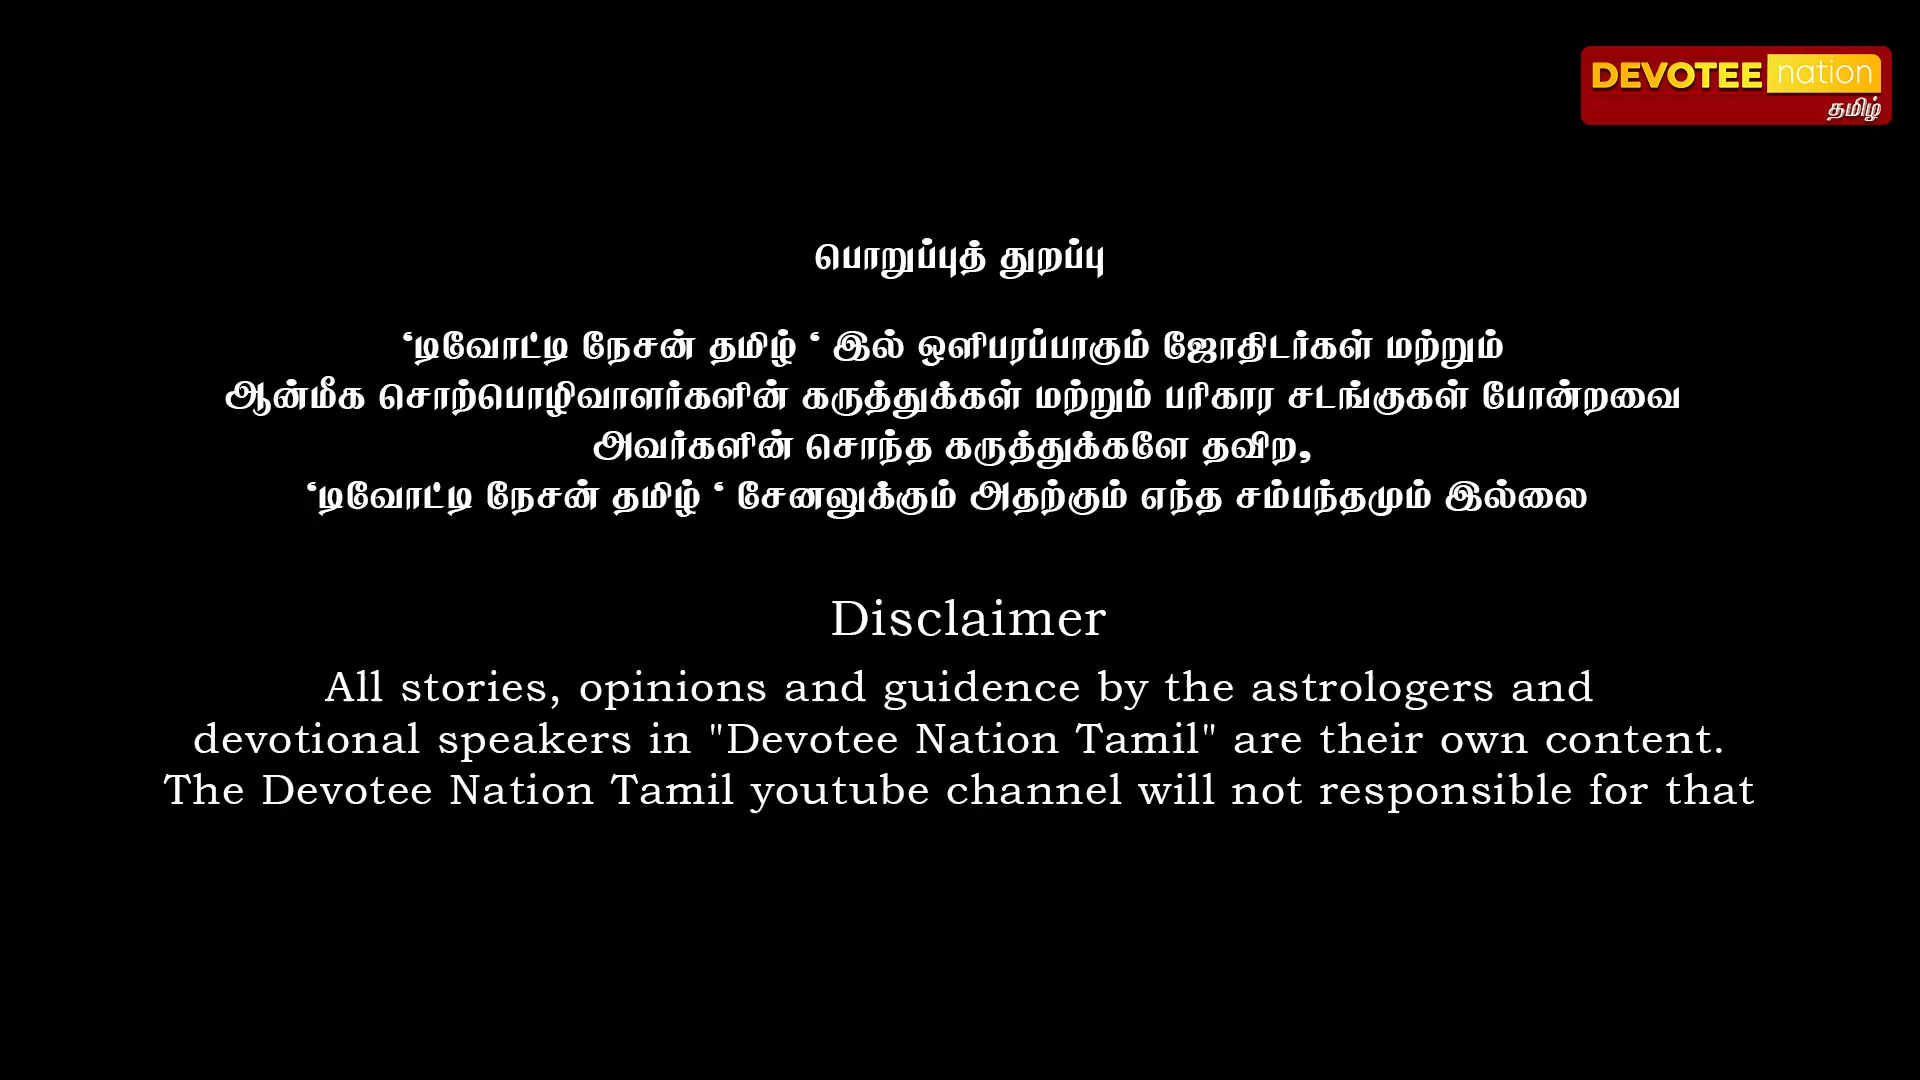 DEVOTEE nation
தமிழ்
பொறுப்புத் துறப்பு
‘டிவோட்டி நேசன் தமிழ் ‘ இல் ஒளிபரப்பாகும் ஜோதிடர்கள் மற்றும்
ஆன்மீக சொற்பொழிவாளர்களின் கருத்துக்கள் மற்றும் பரிகார சடங்குகள் போன்றவை
அவர்களின் சொந்த கருத்துக்களே தவிற,
‘டிவோட்டி நேசன் தமிழ் ‘ சேனலுக்கும் அதற்கும் எந்த சம்பந்தமும் இல்லை
Disclaimer
All stories, opinions and guidence by the astrologers and
devotional speakers in "Devotee Nation Tamil" are their own content.
The Devotee Nation Tamil youtube channel will not responsible for that